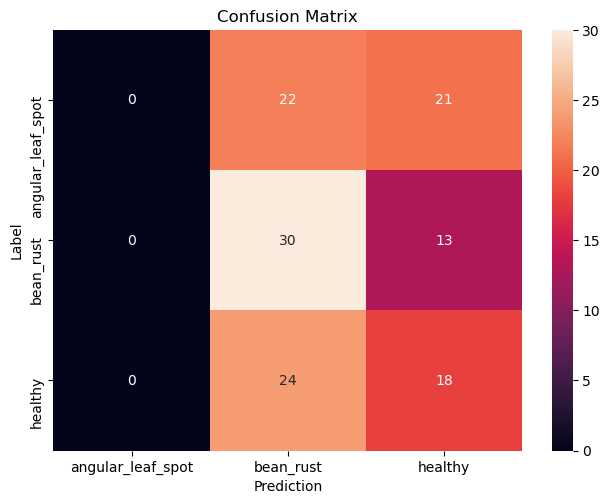 Confusion Matrix
Label
angular_leaf_spot
0 22 21
bean_rust
0 30 13
healthy
0 24 18
angular_leaf_spot bean_rust healthy
Prediction
30
25
20
15
10
5
0